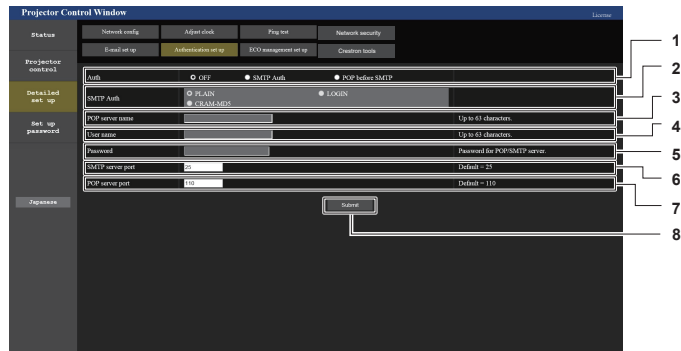 Projector Control Window
License
Status
Network config
Adjust clock
Ping test
Network security
E-mail set up
Authentication set up
ECO management set up
Crestron tools
Projector
control
Detailed
set up
Set up
password
Japanese
Auth
OFF
SMTP Auth
POP before SMTP
1
SMTP Auth
PLAIN
LOGIN
CRAM-MD5
2
POP server name
Up to 63 characters.
3
User name
Up to 63 characters.
4
Password
Password for POP/SMTP server.
5
SMTP server port
25
Default = 25
6
POP server port
110
Default = 110
7
Submit
8